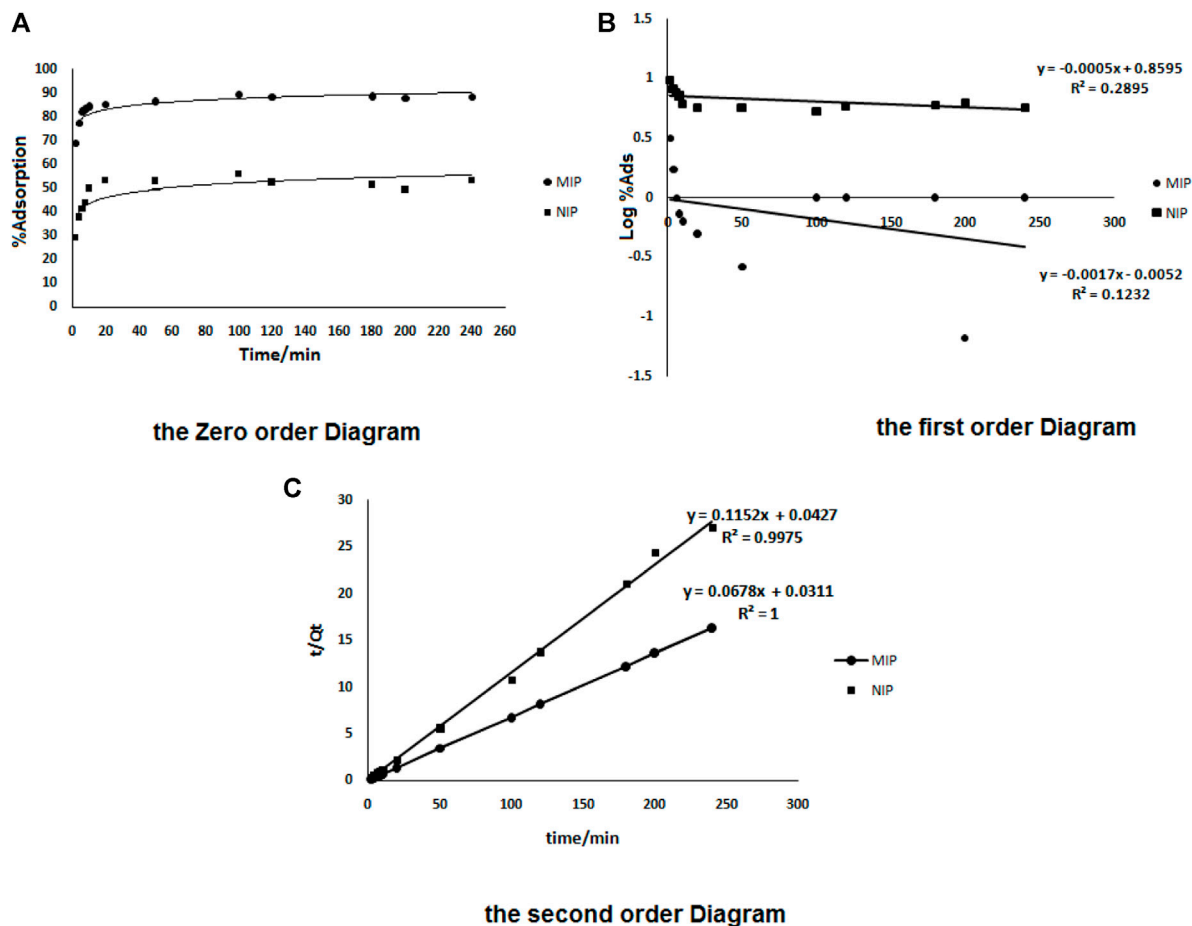 A
100
90
80
70
60
50
40
30
20
10
0
%Adsorption
0 20 40 60 80 100 120 140 160 180 200 220 240 260
Time/min
MIP
NIP
the Zero order Diagram
B
1.5
1
0.5
0
-0.5
-1
-1.5
Log %Ads
0 50 100 150 200 250 300
y = -0.0005x + 0.8595
R² = 0.2895
y = -0.0017x - 0.0052
R² = 0.1232
MIP
NIP
the first order Diagram
C
30
25
20
15
10
5
0
t/Qt
0 50 100 150 200 250 300
time/min
y = 0.1152x + 0.0427
R² = 0.9975
y = 0.0678x + 0.0311
R² = 1
MIP
NIP
the second order Diagram